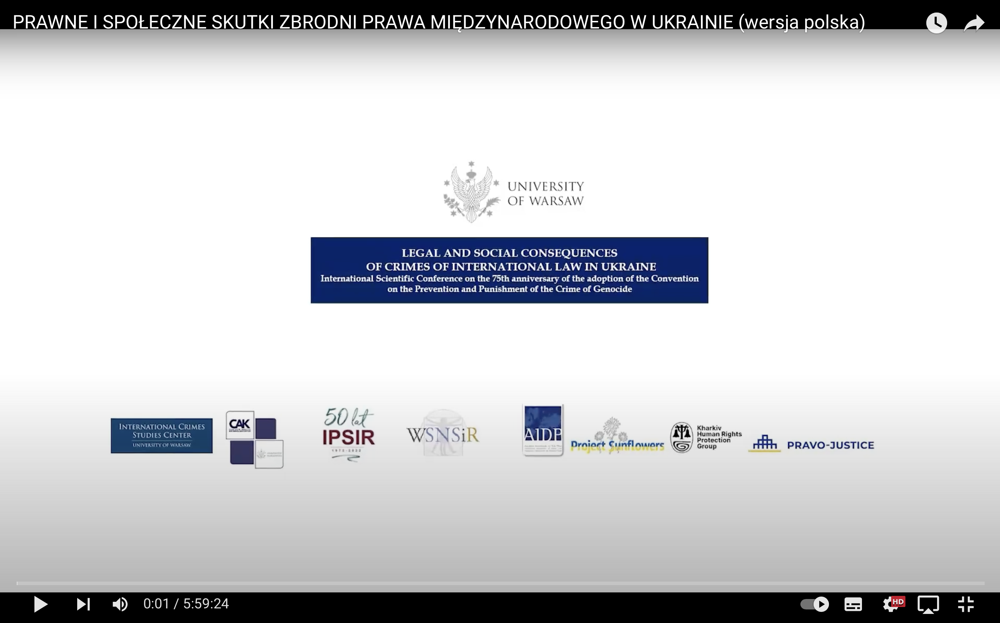 PRAWNE I SPOŁECZNE SKUTKI ZBRODNI PRAWA MIĘDZYNARODOWEGO W UKRAINIE (wersja polska)
UNIVERSITY
OF WARSAW
LEGAL AND SOCIAL CONSEQUENCES
OF CRIMES OF INTERNATIONAL LAW IN UKRAINE
International Scientific Conference on the 75th anniversary of the adoption of the Convention
on the Prevention and Punishment of the Crime of Genocide
INTERNATIONAL CRIMES
STUDIES CENTER
UNIVERSITY OF WARSAW
CAK
50 lat
IPSIR
1972-2022
WSNSiR
AIDP
Project Sunflowers
Kharkiv
Human Rights
Protection
Group
PRAVO-JUSTICE
0:01 / 5:59:24
HD